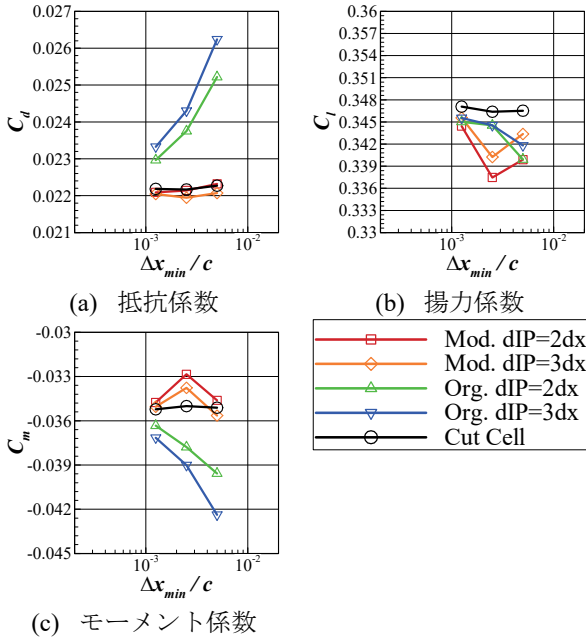 0.027
0.026
0.025
0.024
0.023
0.022
0.021
C_d
10⁻³ 10⁻²
Δx_min / c
(a) 抵抗係数
0.36
0.357
0.354
0.351
0.348
0.345
0.342
0.339
0.336
0.333
0.33
C_l
10⁻³ 10⁻²
Δx_min / c
(b) 揚力係数
-0.03
-0.033
-0.036
-0.039
-0.042
-0.045
C_m
10⁻³ 10⁻²
Δx_min / c
(c) モーメント係数
Mod. dIP=2dx
Mod. dIP=3dx
Org. dIP=2dx
Org. dIP=3dx
Cut Cell